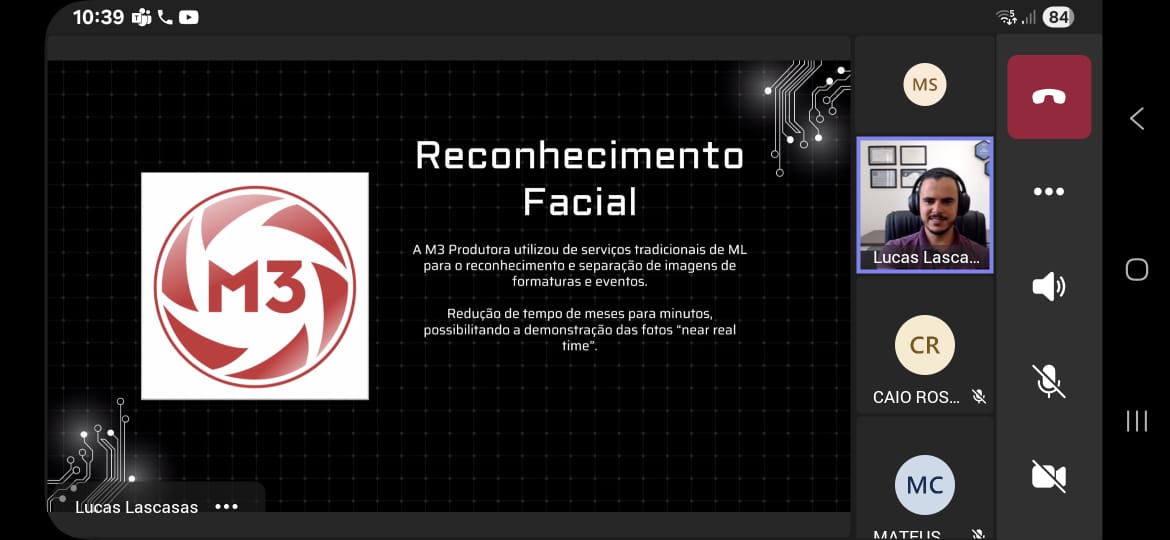 10:39
5
84
Reconhecimento
Facial
M3
A M3 Produtora utilizou de serviços tradicionais de ML
para o reconhecimento e separação de imagens de
formaturas e eventos.
Redução de tempo de meses para minutos,
possibilitando a demonstração das fotos “near real
time”.
Lucas Lascasas
MS
Lucas Lasca...
CR
CAIO ROS...
MC
MATEUS